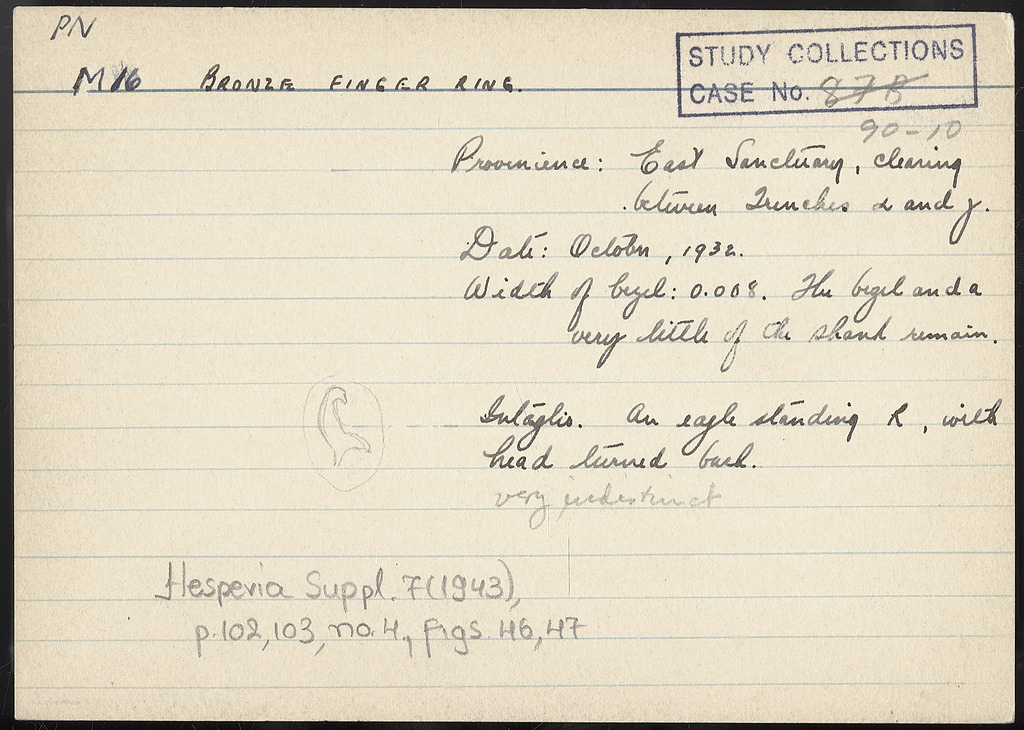 PN
M 16 BRONZE FINGER RING.
STUDY COLLECTIONS
CASE No. 878
90-10
Provenience: East Sanctuary, clearing
between Trenches α and γ.
Date: October, 1932.
Width of bezel: 0.008. The bezel and a
very little of the shank remain.
Intaglio. An eagle standing R, with
head turned back.
very indistinct
Hesperia Suppl. 7(1943),
p.102,103, no.4, figs. 46,47